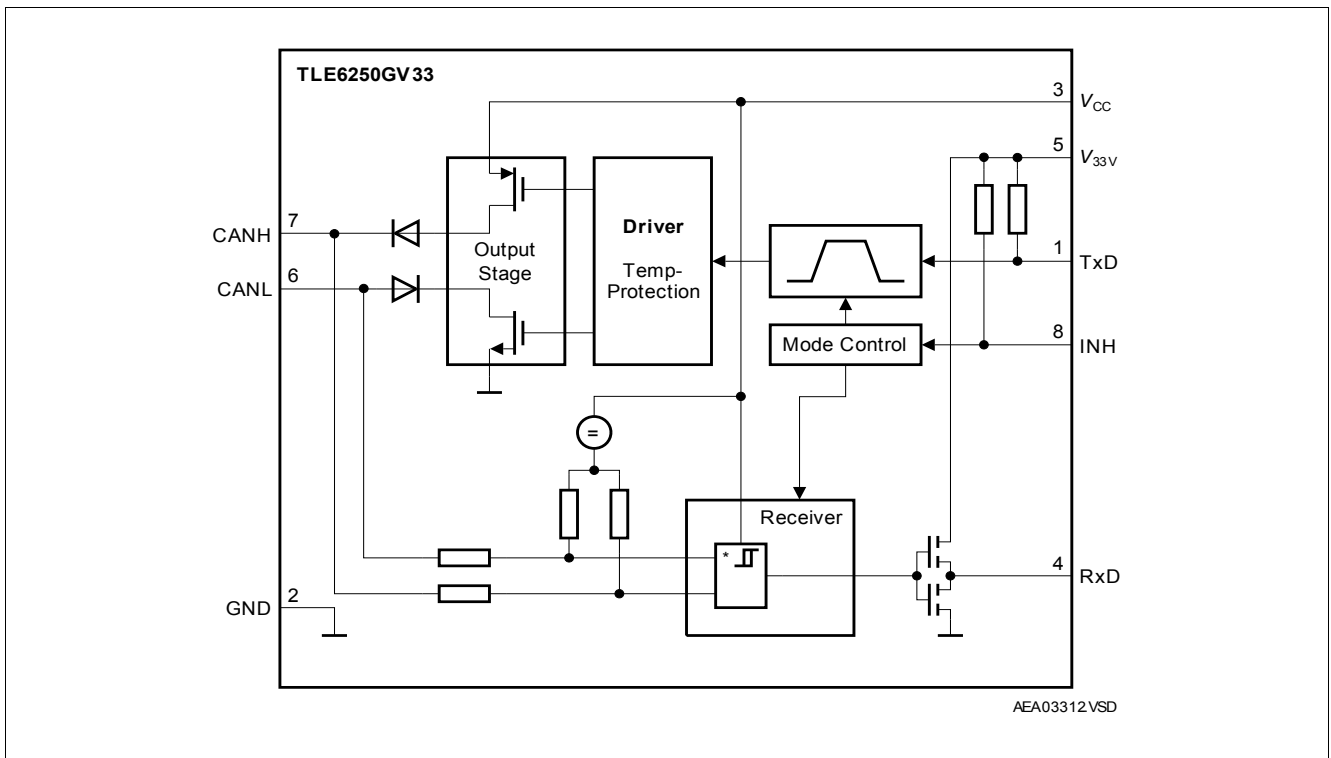 TLE6250GV33
3
VCC
5
V33V
7
CANH
Driver
Output
Stage
1
TxD
6
CANL
Temp-
Protection
Mode Control
8
INH
=
Receiver
*
4
RxD
2
GND
AEA03312.VSD